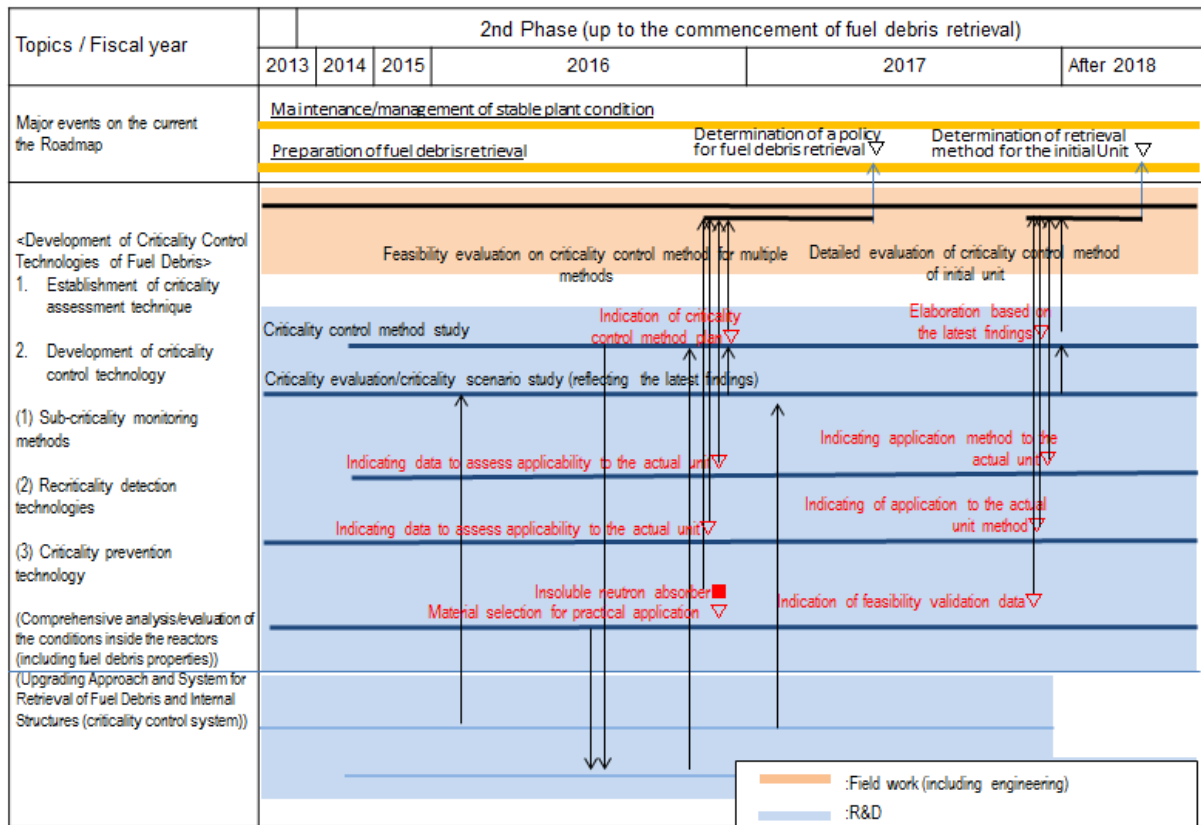 Topics / Fiscal year
2nd Phase (up to the commencement of fuel debris retrieval)
2013
2014
2015
2016
2017
After 2018
Major events on the current
the Roadmap
Maintenance/management of stable plant condition
Preparation of fuel debrisretrieval
Determination of a policy
for fuel debris retrieval
Determination of retrieval
method for the initial Unit
<Development of Criticality Control
Technologies of Fuel Debris>
1. Establishment of criticality
assessment technique
2. Development of criticality
control technology
(1) Sub-criticality monitoring
methods
(2) Recriticality detection
technologies
(3) Criticality prevention
technology
(Comprehensive analysis/evaluation of
the conditions inside the reactors
(including fuel debris properties))
(Upgrading Approach and System for
Retrieval of Fuel Debris and Internal
Structures (criticality control system))
Feasibility evaluation on criticality control method for multiple
methods
Detailed evaluation of criticality control method
of initial unit
Criticality control method study
Indication of criticality
control method plan
Elaboration based on
the latest findings
Criticality evaluation/criticality scenario study (reflecting the latest findings)
Indicating data to assess applicability to the actual unit
Indicating application method to the
actual unit
Indicating data to assess applicability to the actual unit
Indicating of application to the actual
unit method
Insoluble neutron absorber
Material selection for practical application
Indication of feasibility validation data
:Field work (including engineering)
:R&D